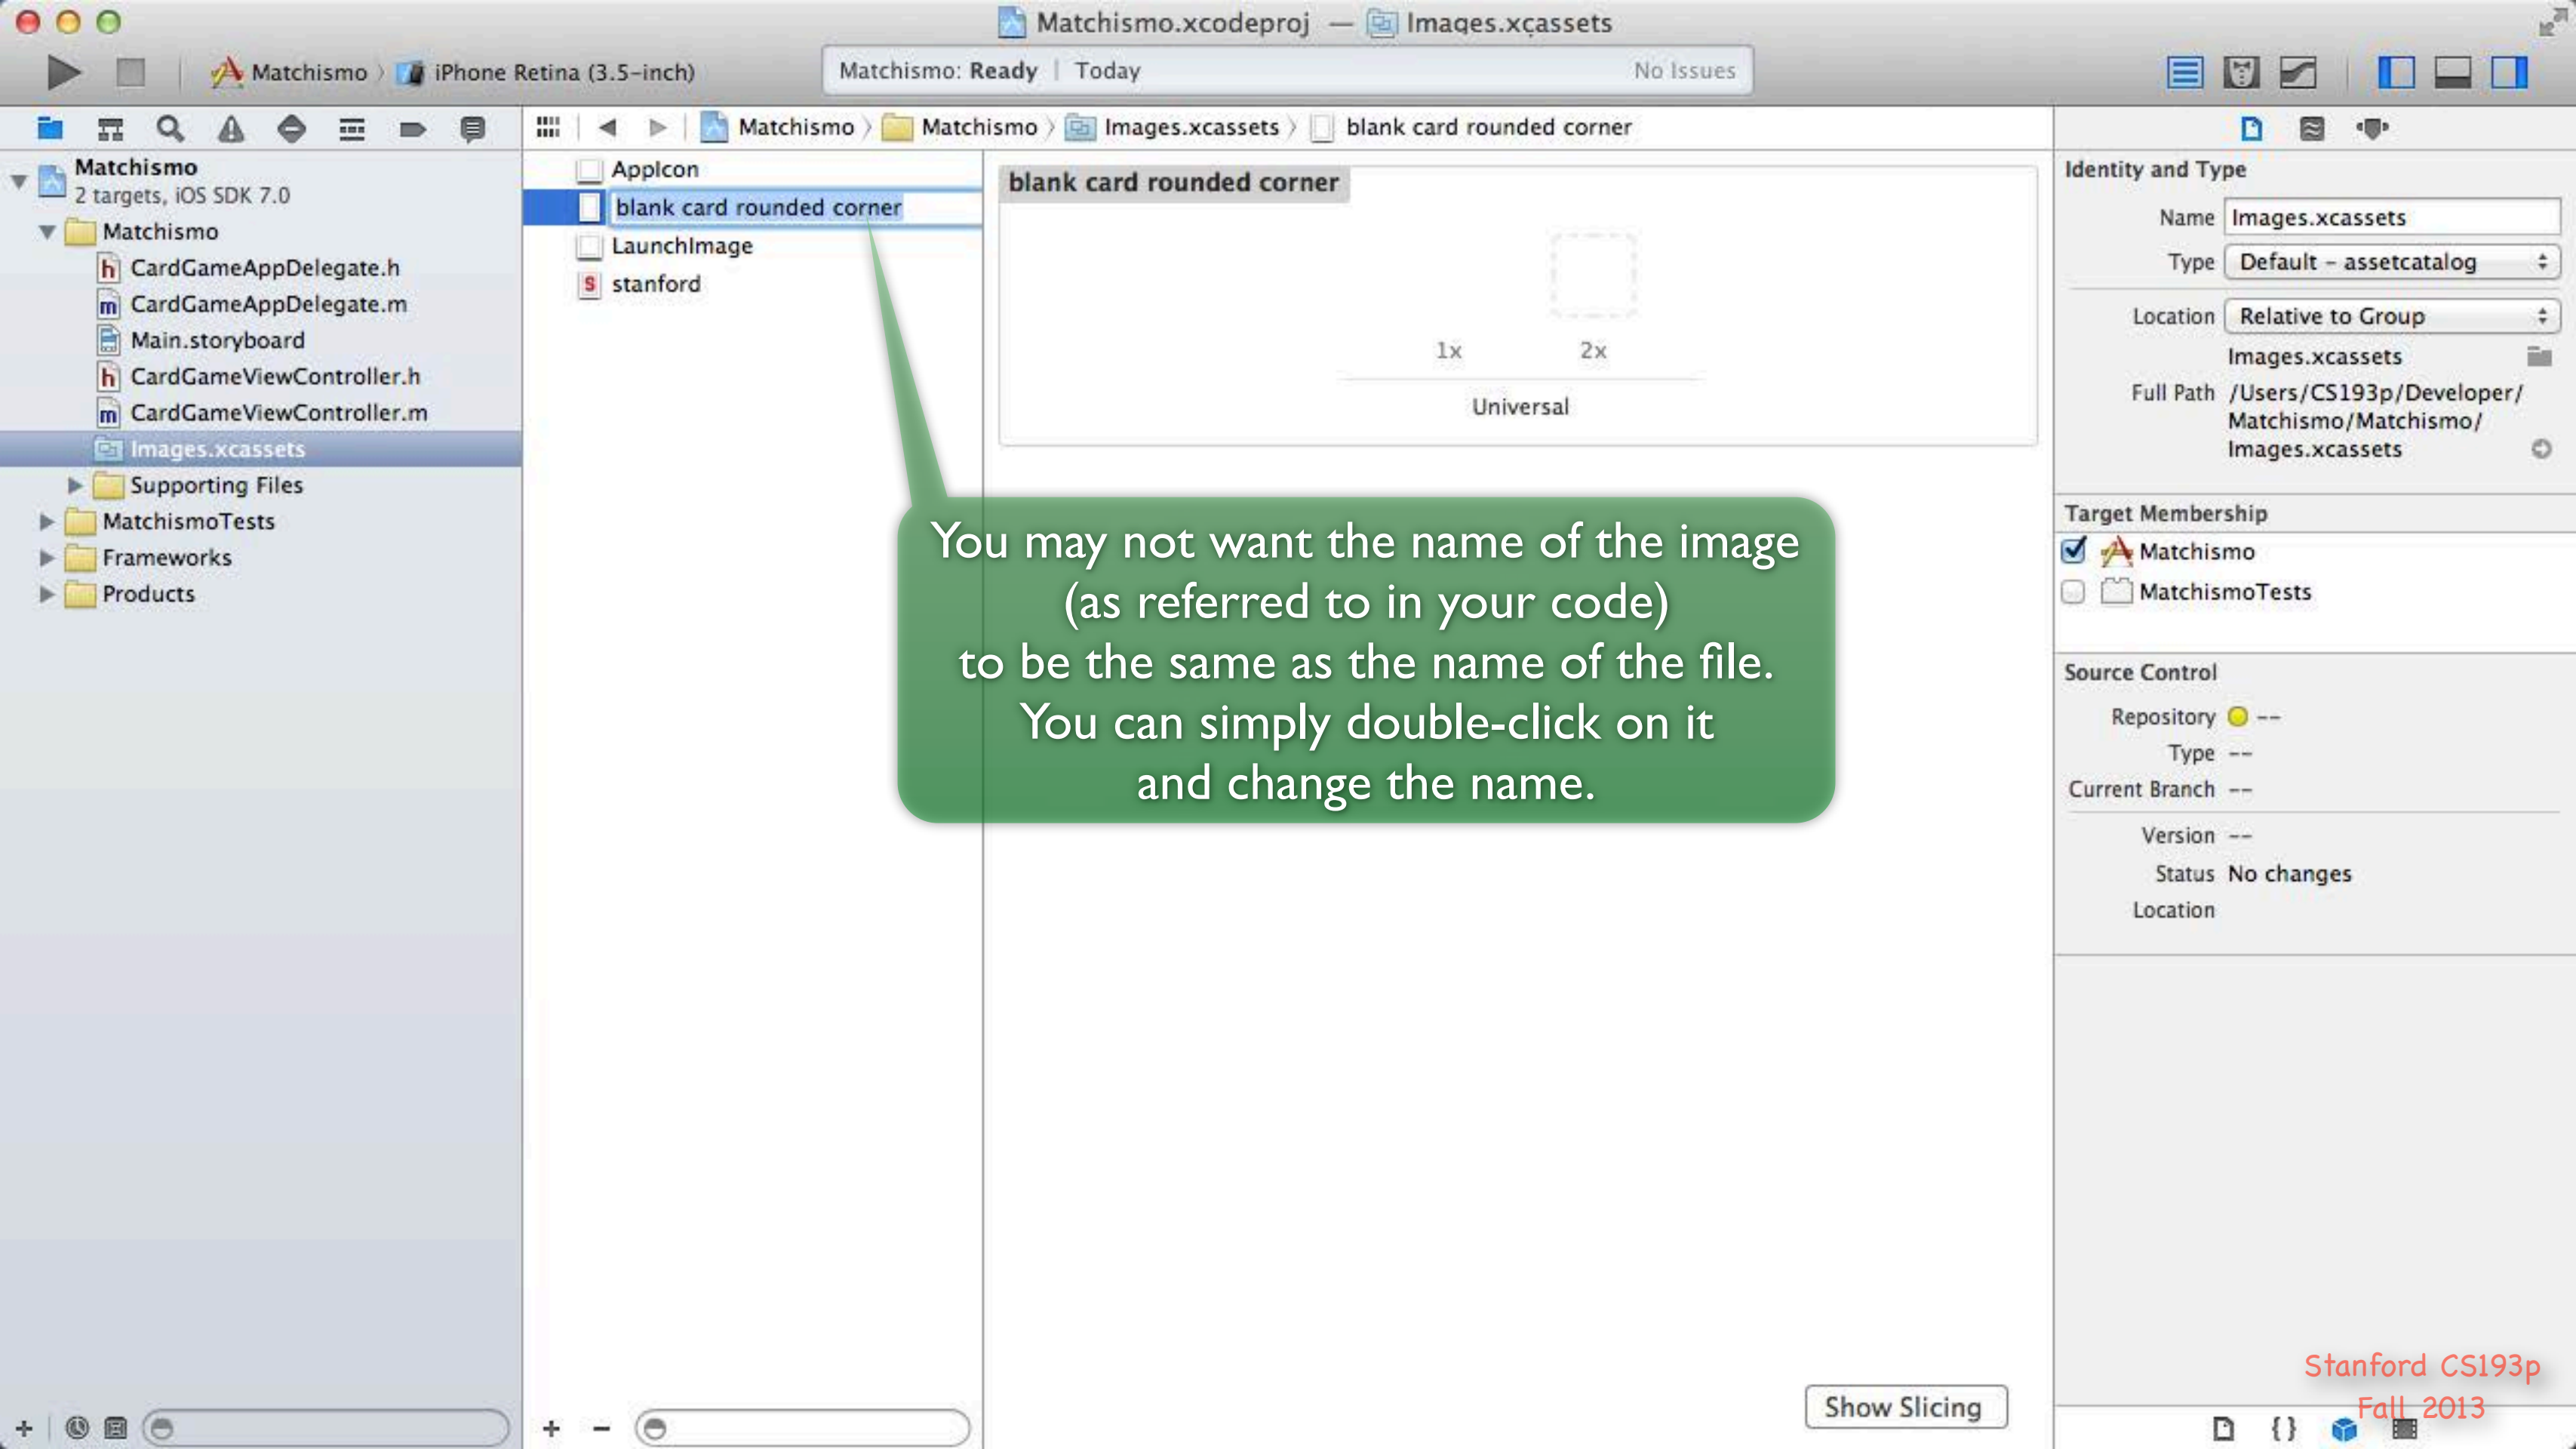 Matchismo.xcodeproj — Images.xcassets
Matchismo › iPhone Retina (3.5-inch)
Matchismo: Ready | Today
No Issues
Matchismo › Matchismo › Images.xcassets › blank card rounded corner
Matchismo
2 targets, iOS SDK 7.0
Matchismo
CardGameAppDelegate.h
CardGameAppDelegate.m
Main.storyboard
CardGameViewController.h
CardGameViewController.m
Images.xcassets
Supporting Files
MatchismoTests
Frameworks
Products
AppIcon
blank card rounded corner
LaunchImage
stanford
blank card rounded corner
1x 2x
Universal
You may not want the name of the image
(as referred to in your code)
to be the same as the name of the file.
You can simply double-click on it
and change the name.
Show Slicing
Identity and Type
Name Images.xcassets
Type Default – assetcatalog
Location Relative to Group
Images.xcassets
Full Path /Users/CS193p/Developer/
Matchismo/Matchismo/
Images.xcassets
Target Membership
Matchismo
MatchismoTests
Source Control
Repository --
Type --
Current Branch --
Version --
Status No changes
Location
Stanford CS193p
Fall 2013